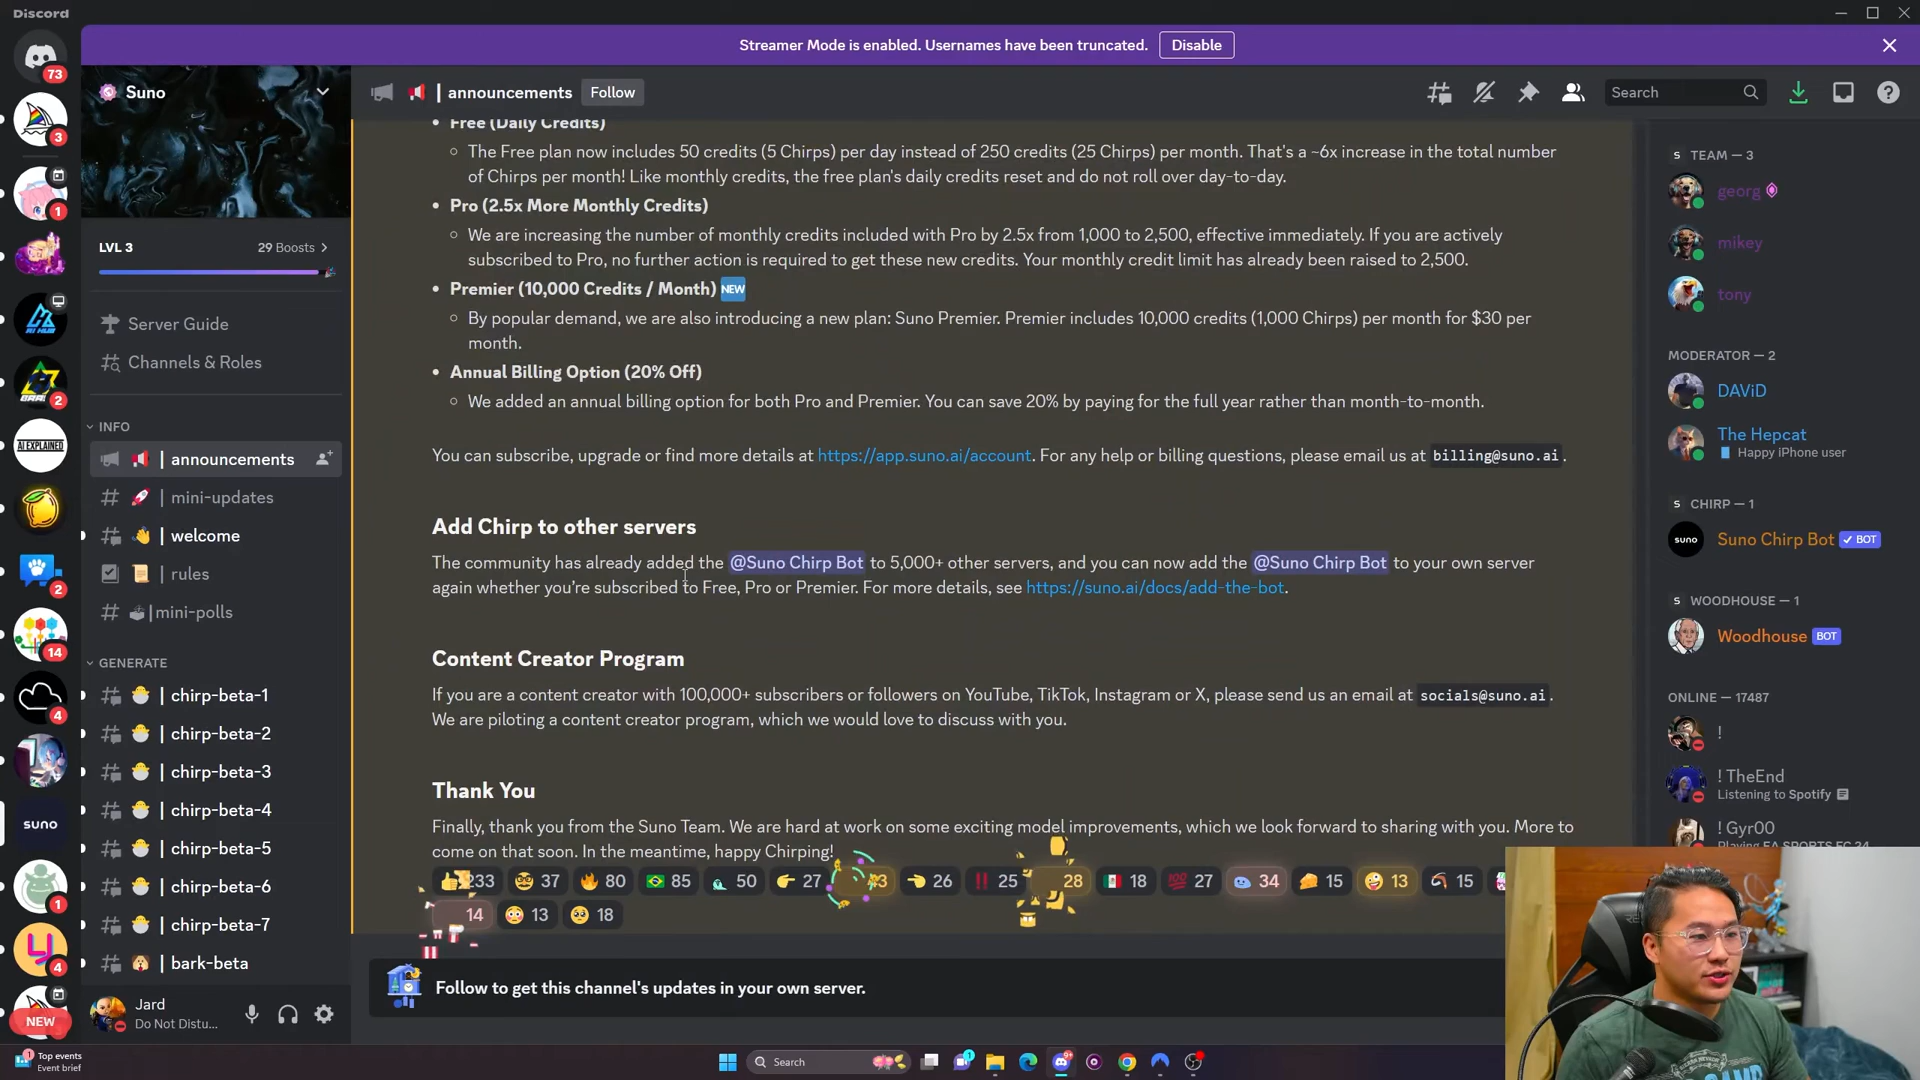 Discord
Streamer Mode is enabled. Usernames have been truncated.
Disable
73
3
1
2
2
14
4
suno
1
4
NEW
AI HUB
AI EXPLAINED
Suno
LVL 3
29 Boosts
Server Guide
Channels & Roles
INFO
| announcements
| mini-updates
| welcome
| rules
|mini-polls
GENERATE
| chirp-beta-1
| chirp-beta-2
| chirp-beta-3
| chirp-beta-4
| chirp-beta-5
| chirp-beta-6
| chirp-beta-7
| bark-beta
Jard
Do Not Distu...
| announcements
Follow
Search
Free (Daily Credits)
The Free plan now includes 50 credits (5 Chirps) per day instead of 250 credits (25 Chirps) per month. That's a ~6x increase in the total number
of Chirps per month! Like monthly credits, the free plan's daily credits reset and do not roll over day-to-day.
Pro (2.5x More Monthly Credits)
We are increasing the number of monthly credits included with Pro by 2.5x from 1,000 to 2,500, effective immediately. If you are actively
subscribed to Pro, no further action is required to get these new credits. Your monthly credit limit has already been raised to 2,500.
Premier (10,000 Credits / Month) NEW
By popular demand, we are also introducing a new plan: Suno Premier. Premier includes 10,000 credits (1,000 Chirps) per month for $30 per
month.
Annual Billing Option (20% Off)
We added an annual billing option for both Pro and Premier. You can save 20% by paying for the full year rather than month-to-month.
You can subscribe, upgrade or find more details at https://app.suno.ai/account. For any help or billing questions, please email us at billing@suno.ai.
Add Chirp to other servers
The community has already added the @Suno Chirp Bot to 5,000+ other servers, and you can now add the @Suno Chirp Bot to your own server
again whether you're subscribed to Free, Pro or Premier. For more details, see https://suno.ai/docs/add-the-bot.
Content Creator Program
If you are a content creator with 100,000+ subscribers or followers on YouTube, TikTok, Instagram or X, please send us an email at socials@suno.ai.
We are piloting a content creator program, which we would love to discuss with you.
Thank You
Finally, thank you from the Suno Team. We are hard at work on some exciting model improvements, which we look forward to sharing with you. More to
come on that soon. In the meantime, happy Chirping!
233 37 80 85 50 27 26 25 28 18 27 34 15 13 15
14 13 18
Follow to get this channel's updates in your own server.
TEAM — 3
georg
mikey
tony
MODERATOR — 2
DAViD
The Hepcat
Happy iPhone user
CHIRP — 1
suno
Suno Chirp Bot BOT
WOODHOUSE — 1
Woodhouse BOT
ONLINE — 17487
!
! TheEnd
Listening to Spotify
! Gyr00
Playing EA SPORTS FC 24
Top events
Event brief
Search